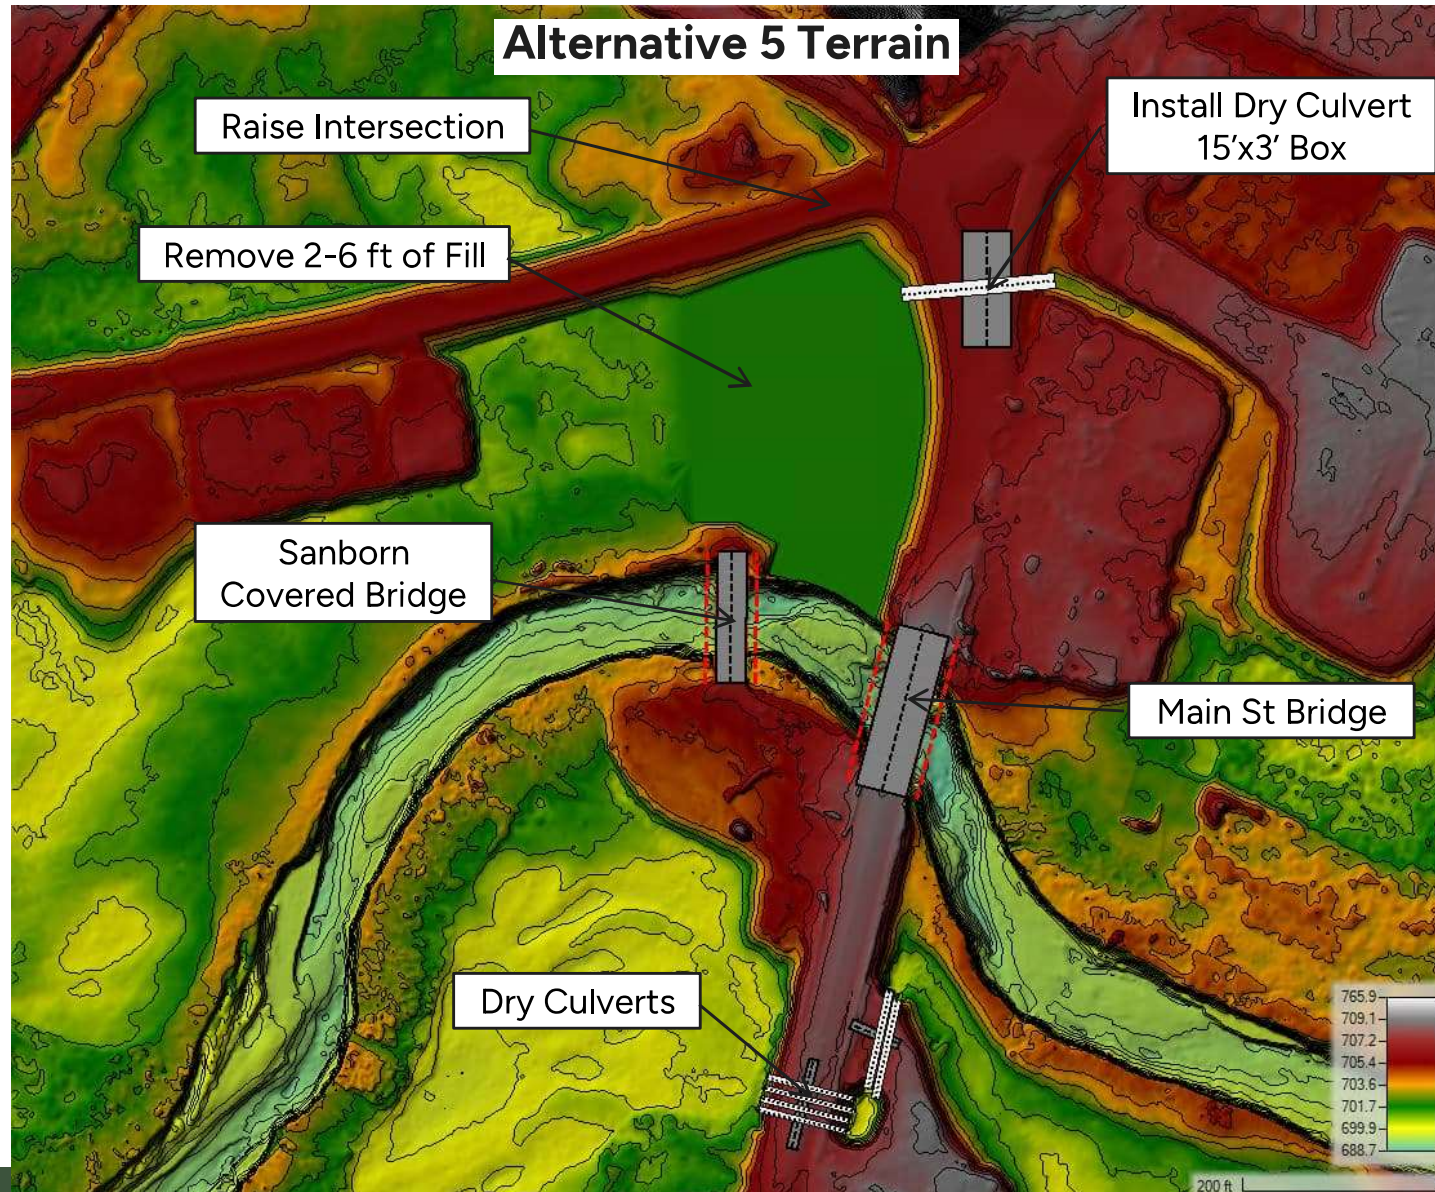 Alternative 5 Terrain
Raise Intersection
Install Dry Culvert
15’x3’ Box
Remove 2-6 ft of Fill
Sanborn
Covered Bridge
Main St Bridge
Dry Culverts
765.9
709.1
707.2
705.4
703.6
701.7
699.9
688.7
200 ft